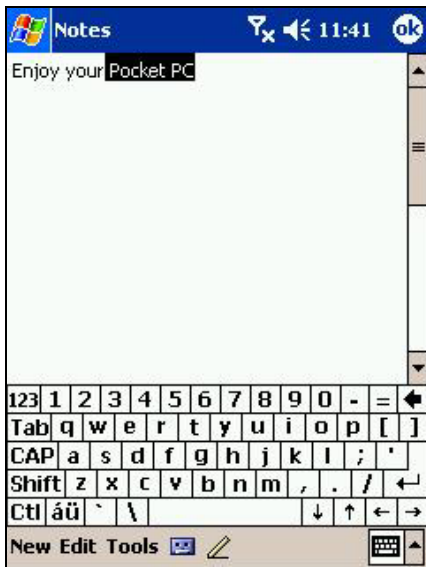 Notes 11:41 ok
Enjoy your Pocket PC
123 1 2 3 4 5 6 7 8 9 0 - =
Tab q w e r t y u i o p [ ]
CAP a s d f g h j k l ; '
Shift z x c v b n m , . /
Ctl áü ` \ ↓ ↑ ← →
New Edit Tools